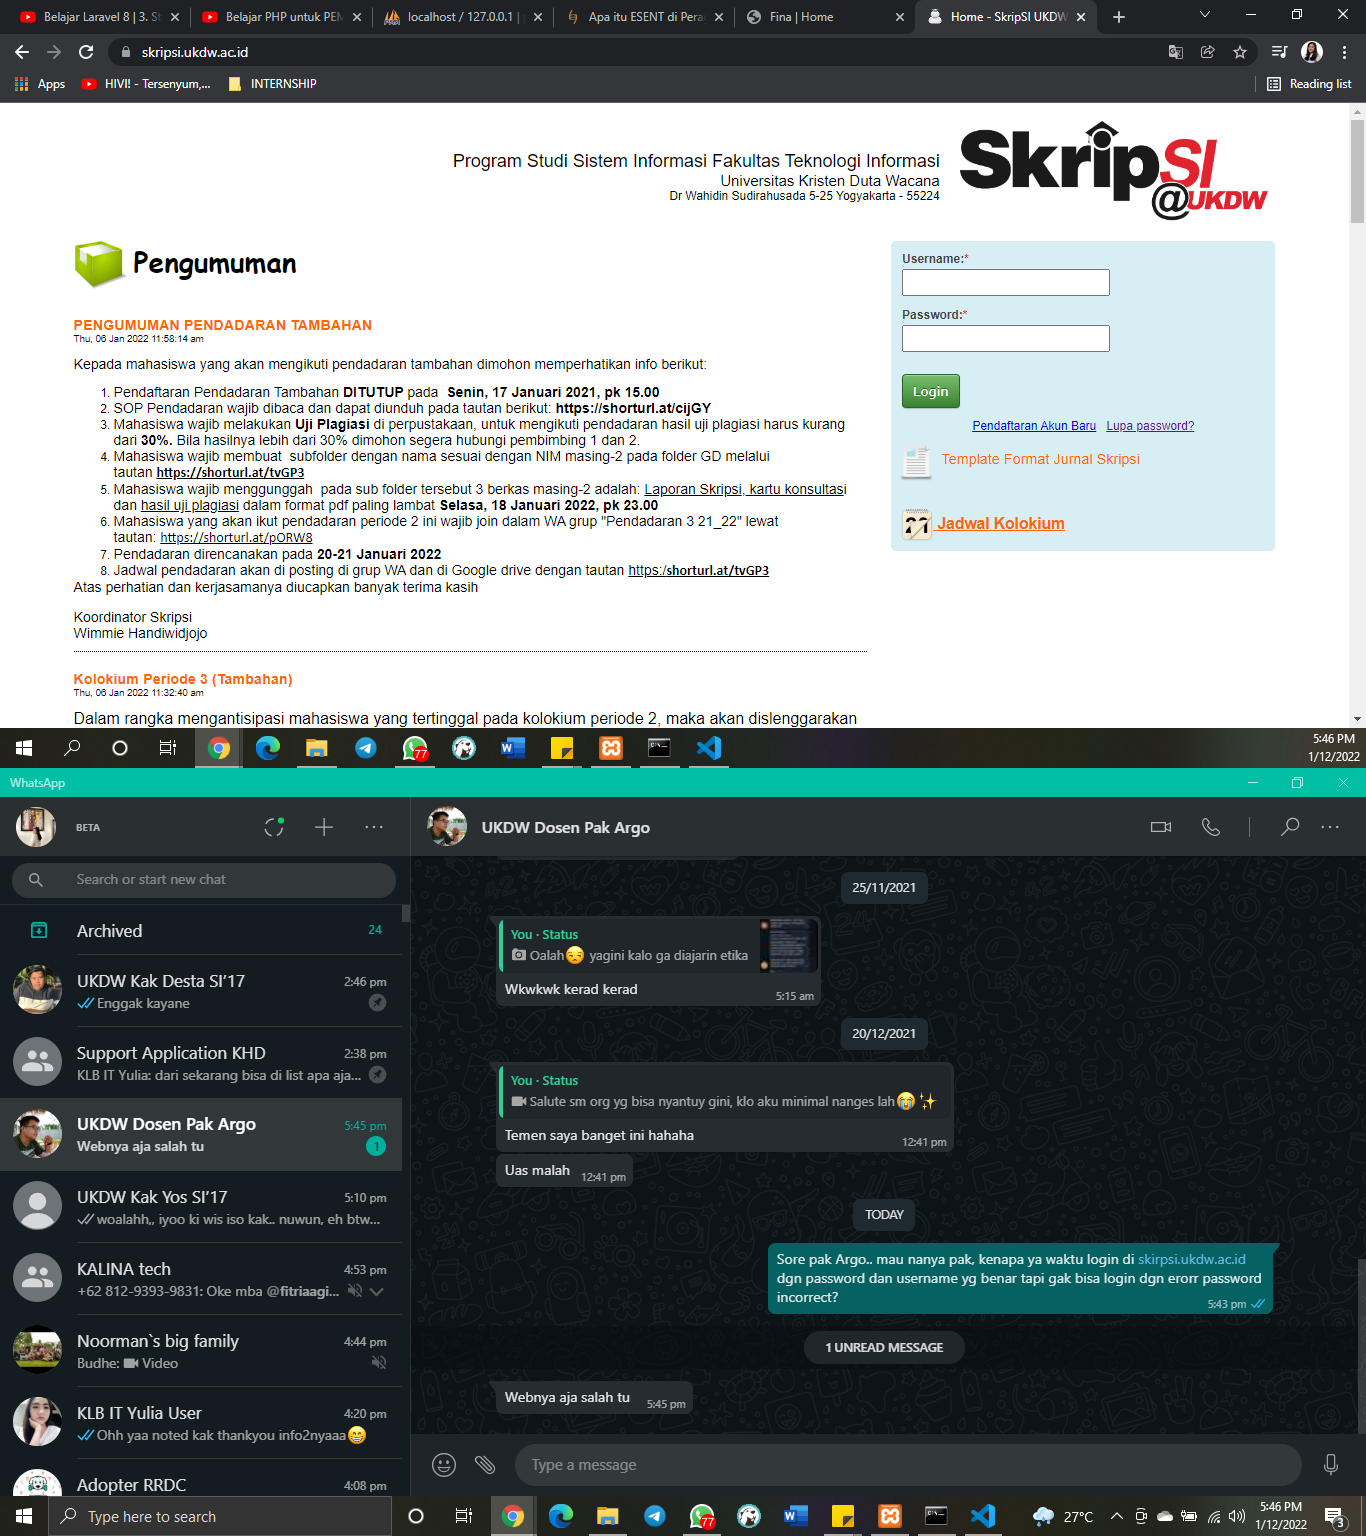 Belajar Laravel 8 | 3. St
Belajar PHP untuk PEM
localhost / 127.0.0.1 | p
Apa itu ESENT di Pera
Fina | Home
Home - SkripSI UKDW
skripsi.ukdw.ac.id
Apps
HIVI! - Tersenyum,...
INTERNSHIP
Reading list
Program Studi Sistem Informasi Fakultas Teknologi Informasi
Universitas Kristen Duta Wacana
Dr Wahidin Sudirahusada 5-25 Yogyakarta - 55224
SkripSI
@UKDW
Pengumuman
PENGUMUMAN PENDADARAN TAMBAHAN
Thu, 06 Jan 2022 11:58:14 am
Kepada mahasiswa yang akan mengikuti pendadaran tambahan dimohon memperhatikan info berikut:
1. Pendaftaran Pendadaran Tambahan DITUTUP pada Senin, 17 Januari 2021, pk 15.00
2. SOP Pendadaran wajib dibaca dan dapat diunduh pada tautan berikut: https://shorturl.at/cijGY
3. Mahasiswa wajib melakukan Uji Plagiasi di perpustakaan, untuk mengikuti pendadaran hasil uji plagiasi harus kurang
dari 30%. Bila hasilnya lebih dari 30% dimohon segera hubungi pembimbing 1 dan 2.
4. Mahasiswa wajib membuat subfolder dengan nama sesuai dengan NIM masing-2 pada folder GD melalui
tautan https://shorturl.at/tvGP3
5. Mahasiswa wajib menggunggah pada sub folder tersebut 3 berkas masing-2 adalah: Laporan Skripsi, kartu konsultasi
dan hasil uji plagiasi dalam format pdf paling lambat Selasa, 18 Januari 2022, pk 23.00
6. Mahasiswa yang akan ikut pendadaran periode 2 ini wajib join dalam WA grup "Pendadaran 3 21_22" lewat
tautan: https://shorturl.at/pORW8
7. Pendadaran direncanakan pada 20-21 Januari 2022
8. Jadwal pendadaran akan di posting di grup WA dan di Google drive dengan tautan https:/shorturl.at/tvGP3
Atas perhatian dan kerjasamanya diucapkan banyak terima kasih
Koordinator Skripsi
Wimmie Handiwidjojo
Kolokium Periode 3 (Tambahan)
Thu, 06 Jan 2022 11:32:40 am
Dalam rangka mengantisipasi mahasiswa yang tertinggal pada kolokium periode 2, maka akan dislenggarakan
Username:*
Password:*
Login
Pendaftaran Akun Baru Lupa password?
Template Format Jurnal Skripsi
Jadwal Kolokium
77
5:46 PM
1/12/2022
WhatsApp
BETA
Search or start new chat
Archived 24
UKDW Kak Desta SI'17 2:46 pm
Enggak kayane
Support Application KHD 2:38 pm
KLB IT Yulia: dari sekarang bisa di list apa aja...
UKDW Dosen Pak Argo 5:45 pm
Webnya aja salah tu 1
UKDW Kak Yos SI'17 5:10 pm
woalahh,, iyoo ki wis iso kak.. nuwun, eh btw...
KALINA tech 4:53 pm
+62 812-9393-9831: Oke mba @fitriaagi...
Noorman`s big family 4:44 pm
Budhe: Video
KLB IT Yulia User 4:20 pm
Ohh yaa noted kak thankyou info2nyaaa😁
Adopter RRDC 4:08 pm
UKDW Dosen Pak Argo
25/11/2021
You · Status
Oalah😒 yagini kalo ga diajarin etika
Wkwkwk kerad kerad 5:15 am
20/12/2021
You · Status
Salute sm org yg bisa nyantuy gini, klo aku minimal nanges lah😭✨
Temen saya banget ini hahaha 12:41 pm
Uas malah 12:41 pm
TODAY
Sore pak Argo.. mau nanya pak, kenapa ya waktu login di skirpsi.ukdw.ac.id
dgn password dan username yg benar tapi gak bisa login dgn erorr password
incorrect? 5:43 pm
1 UNREAD MESSAGE
Webnya aja salah tu 5:45 pm
Type a message
Type here to search
77
27°C
5:46 PM
1/12/2022
3